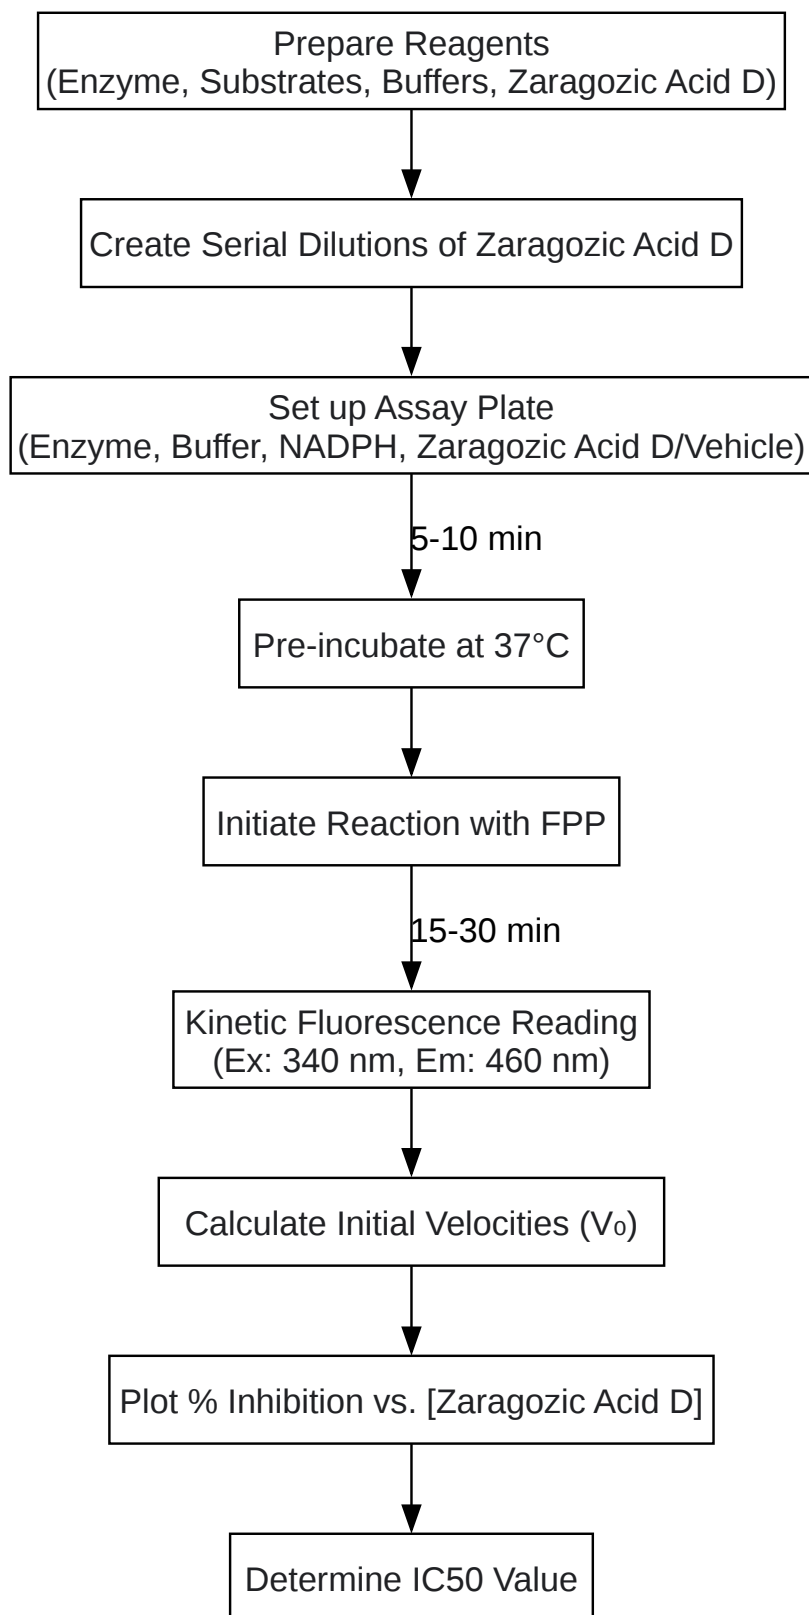 Prepare Reagents
(Enzyme, Substrates, Buffers, Zaragozic Acid D)
Create Serial Dilutions of Zaragozic Acid D
Set up Assay Plate
(Enzyme, Buffer, NADPH, Zaragozic Acid D/Vehicle)
5-10 min
Pre-incubate at 37°C
Initiate Reaction with FPP
15-30 min
Kinetic Fluorescence Reading
(Ex: 340 nm, Em: 460 nm)
Calculate Initial Velocities (V₀)
Plot % Inhibition vs. [Zaragozic Acid D]
Determine IC50 Value